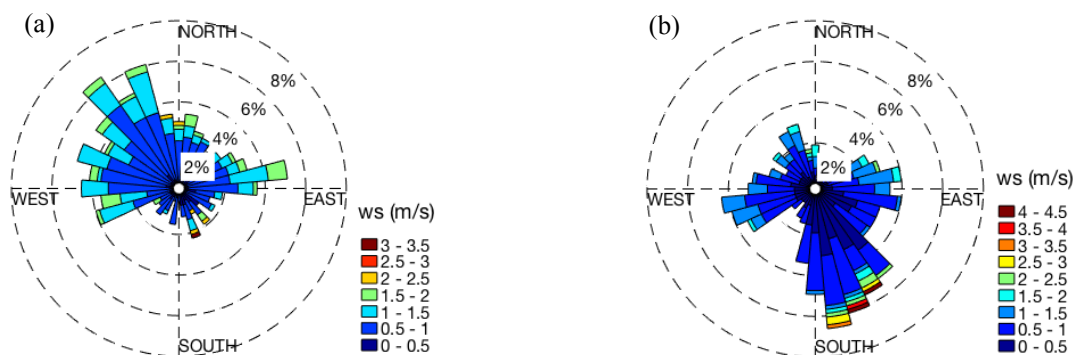 (a)
NORTH
8%
6%
4%
2%
WEST
EAST
SOUTH
ws (m/s)
3 - 3.5
2.5 - 3
2 - 2.5
1.5 - 2
1 - 1.5
0.5 - 1
0 - 0.5
(b)
NORTH
8%
6%
4%
2%
WEST
EAST
SOUTH
ws (m/s)
4 - 4.5
3.5 - 4
3 - 3.5
2.5 - 3
2 - 2.5
1.5 - 2
1 - 1.5
0.5 - 1
0 - 0.5